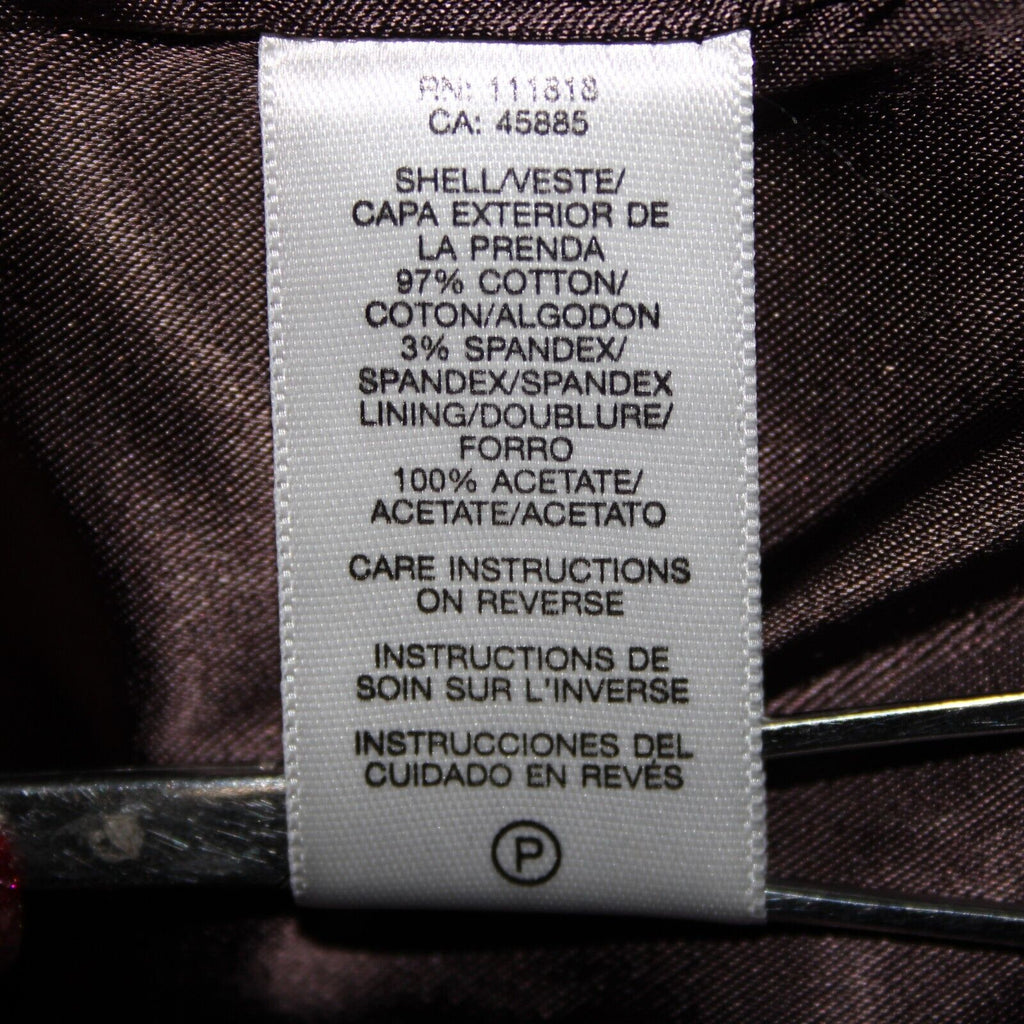 RN: 111818
CA: 45885
SHELL/VESTE/
CAPA EXTERIOR DE
LA PRENDA
97% COTTON/
COTON/ALGODON
3% SPANDEX/
SPANDEX/SPANDEX
LINING/DOUBLURE/
FORRO
100% ACETATE/
ACETATE/ACETATO
CARE INSTRUCTIONS
ON REVERSE
INSTRUCTIONS DE
SOIN SUR L'INVERSE
INSTRUCCIONES DEL
CUIDADO EN REVÉS
P